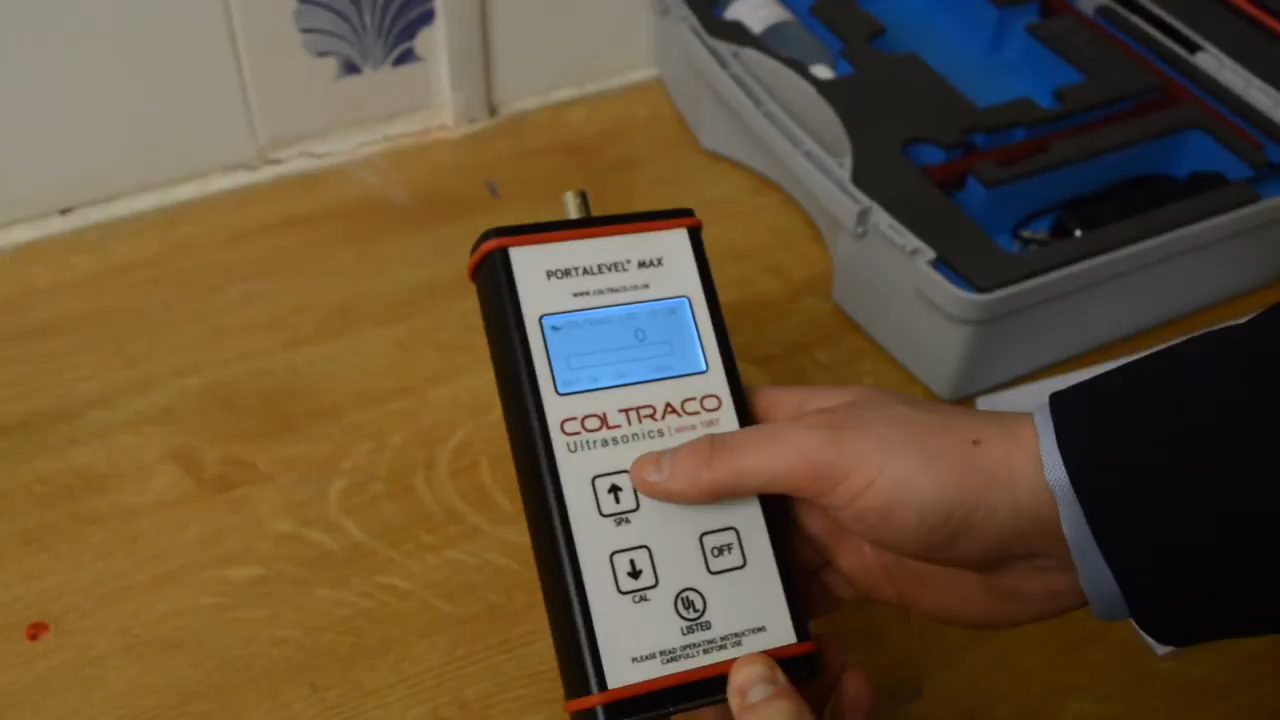 PORTALEVEL® MAX
WWW.COLTRACO.CO.UK
0
COLTRACO
Ultrasonics | since 1987
SPA
OFF
CAL
UL
LISTED
PLEASE READ OPERATING INSTRUCTIONS
CAREFULLY BEFORE USE